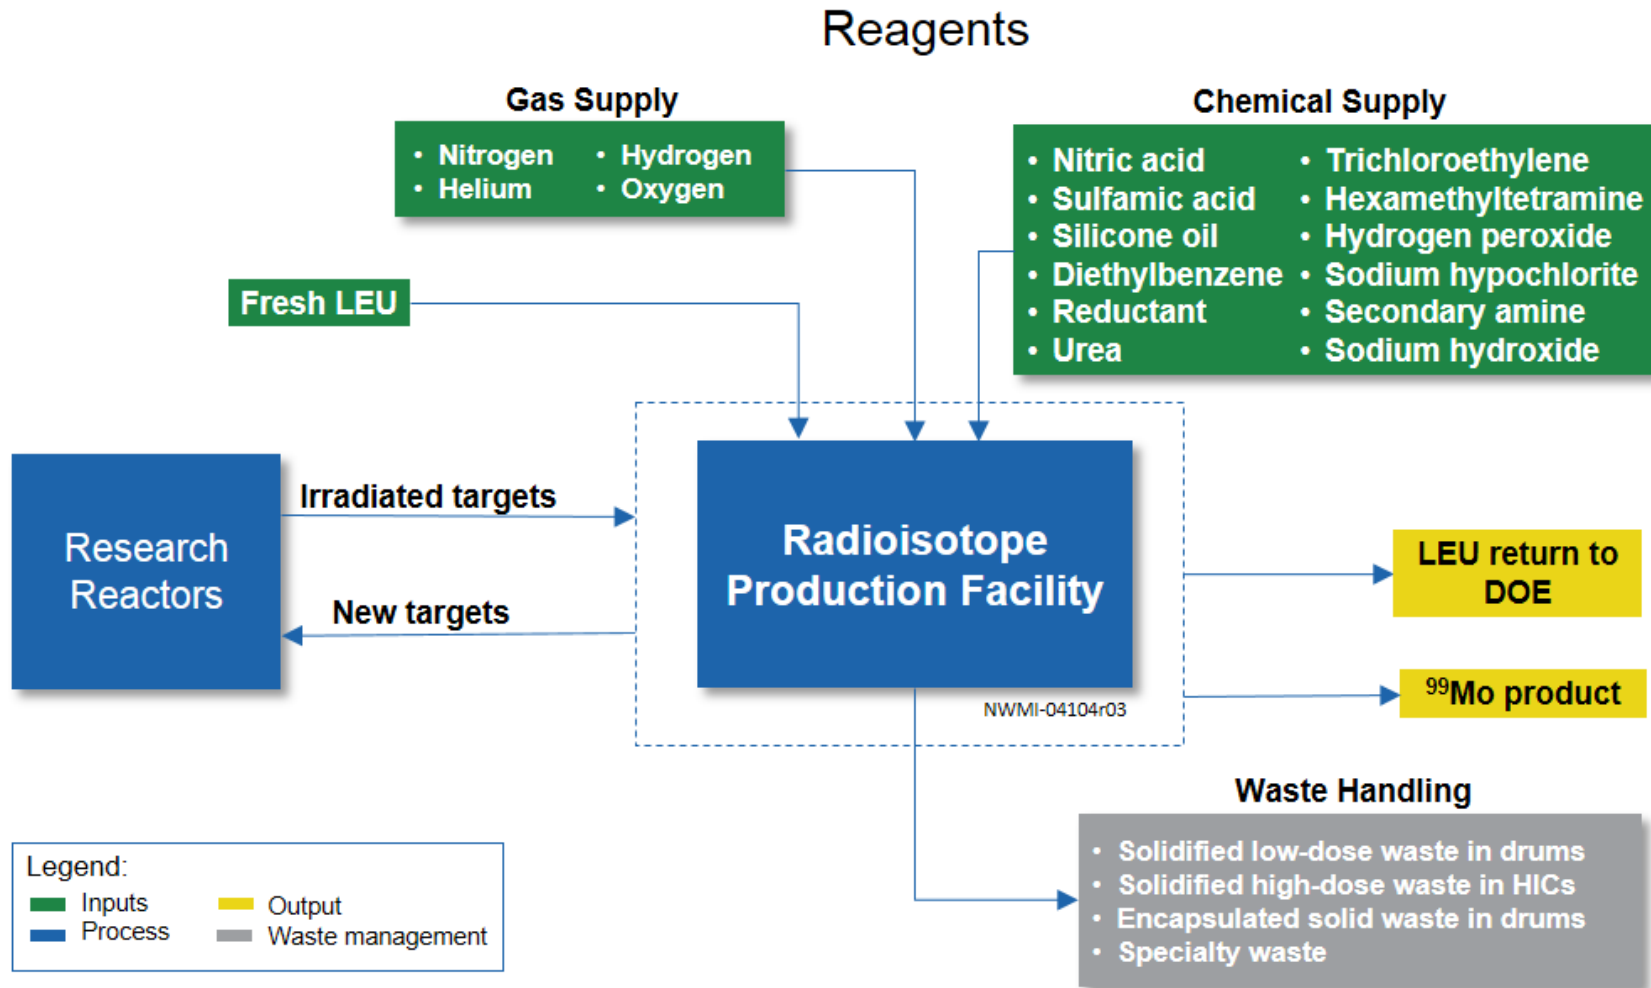 Reagents
Gas Supply
• Nitrogen • Hydrogen
• Helium • Oxygen
Chemical Supply
• Nitric acid • Trichloroethylene
• Sulfamic acid • Hexamethyltetramine
• Silicone oil • Hydrogen peroxide
• Diethylbenzene • Sodium hypochlorite
• Reductant • Secondary amine
• Urea • Sodium hydroxide
Fresh LEU
Research
Reactors
Irradiated targets
New targets
Radioisotope
Production Facility
NWMI-04104r03
LEU return to
DOE
⁹⁹Mo product
Waste Handling
• Solidified low-dose waste in drums
• Solidified high-dose waste in HICs
• Encapsulated solid waste in drums
• Specialty waste
Legend:
Inputs Output
Process Waste management